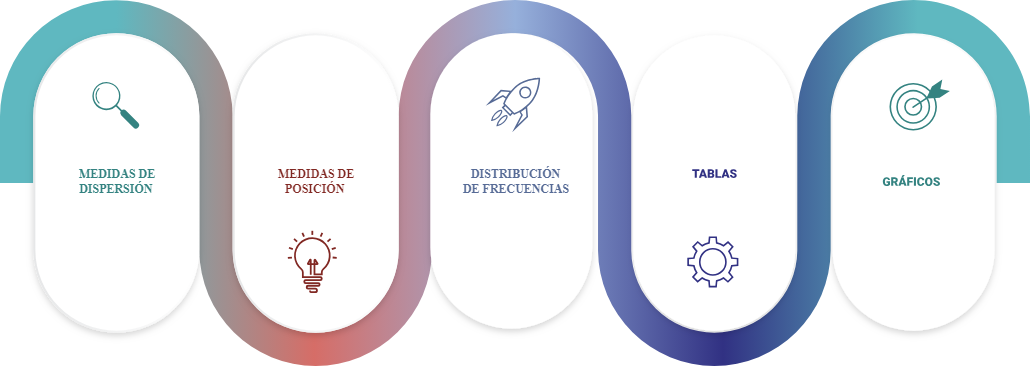 MEDIDAS DE
DISPERSIÓN
MEDIDAS DE
POSICIÓN
DISTRIBUCIÓN
DE FRECUENCIAS
TABLAS
GRÁFICOS